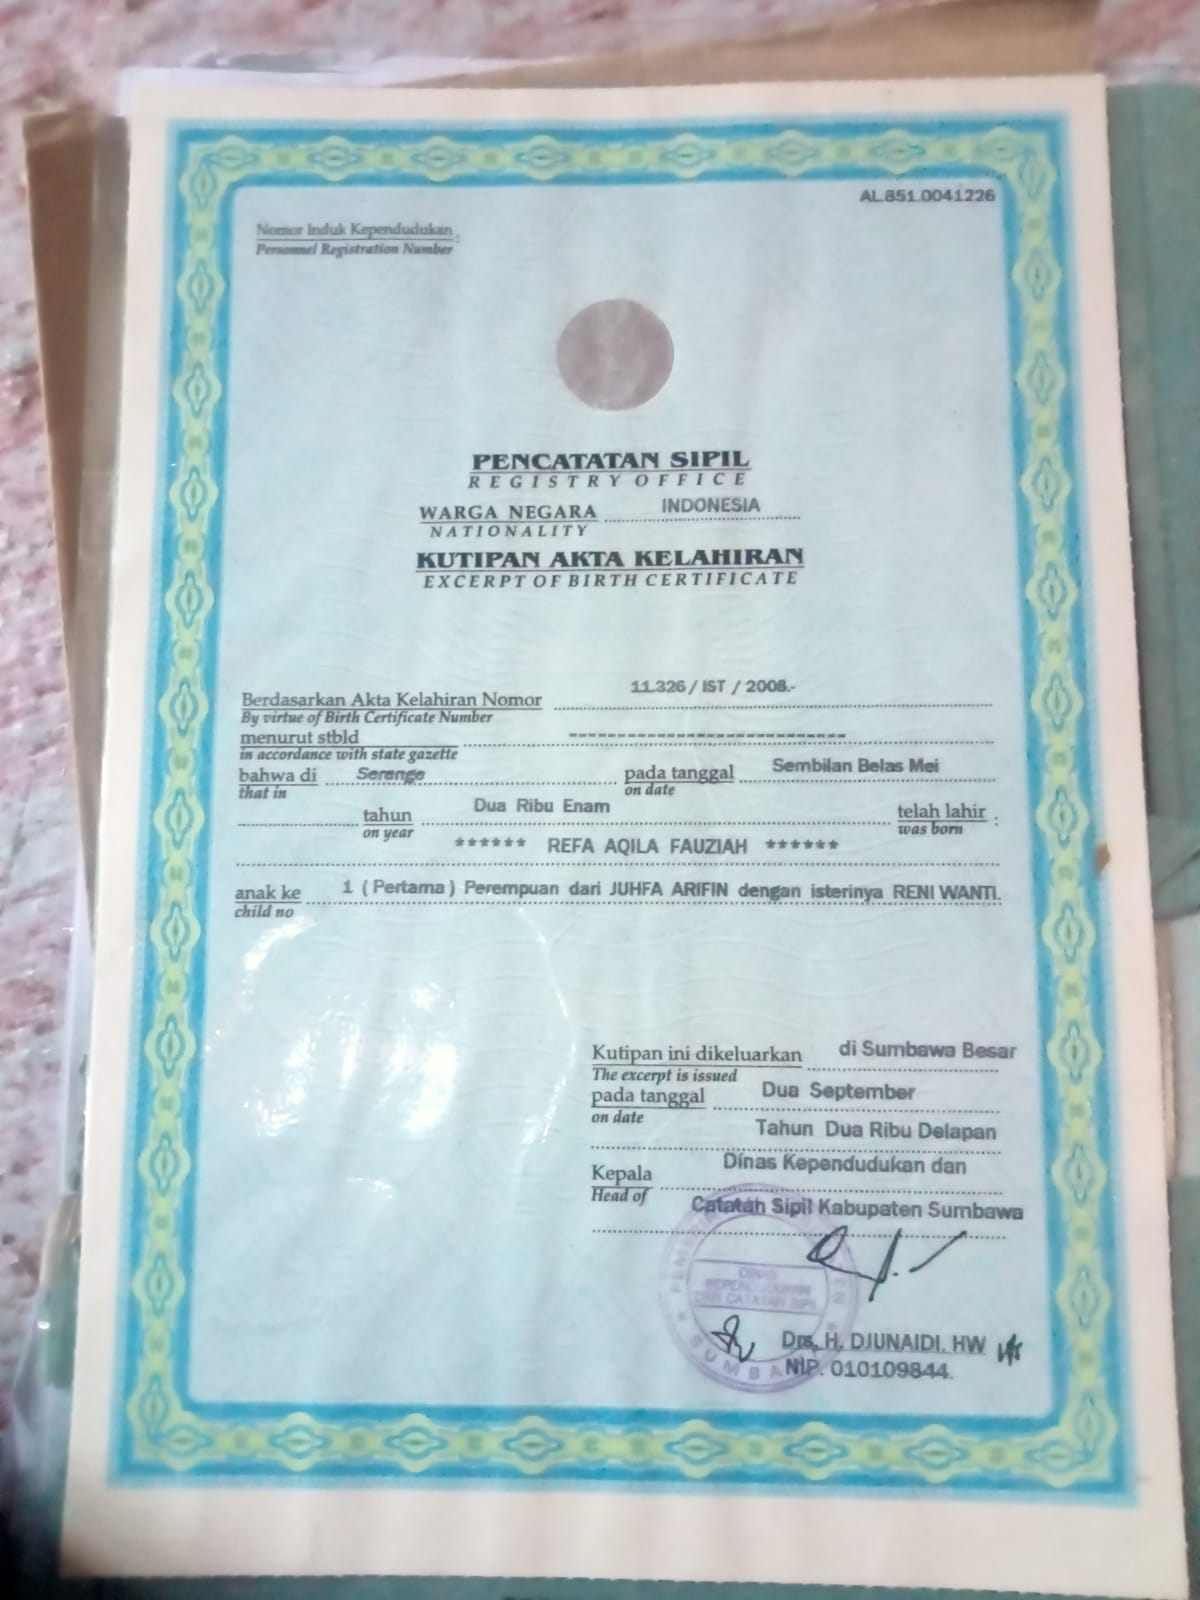 AL.851.0041226
Nomor Induk Kependudukan :
Personnel Registration Number
PENCATATAN SIPIL
REGISTRY OFFICE
WARGA NEGARA INDONESIA
NATIONALITY
KUTIPAN AKTA KELAHIRAN
EXCERPT OF BIRTH CERTIFICATE
Berdasarkan Akta Kelahiran Nomor 11.326 / IST / 2008.-
By virtue of Birth Certificate Number
menurut stbld ----------------------------
in accordance with state gazette
bahwa di Serange pada tanggal Sembilan Belas Mei
that in on date
tahun Dua Ribu Enam telah lahir :
on year was born
****** REFA AQILA FAUZIAH ******
anak ke 1 ( Pertama ) Perempuan dari JUHFA ARIFIN dengan isterinya RENI WANTI.
child no
Kutipan ini dikeluarkan di Sumbawa Besar
The excerpt is issued
pada tanggal Dua September
on date
Tahun Dua Ribu Delapan
Kepala Dinas Kependudukan dan
Head of
Catatan Sipil Kabupaten Sumbawa
DINAS
KEPENDUDUKAN
DAN CATATAN SIPIL
SUMBAWA
Drs. H. DJUNAIDI. HW
NIP. 010109844.